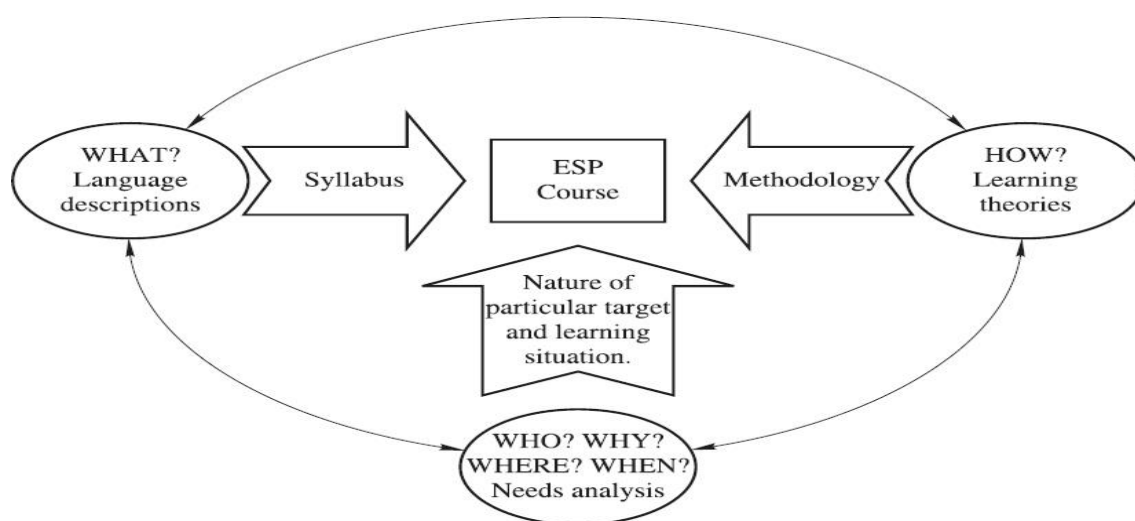 WHAT?
Language
descriptions
Syllabus
ESP
Course
Methodology
HOW?
Learning
theories
Nature of
particular target
and learning
situation.
WHO? WHY?
WHERE? WHEN?
Needs analysis